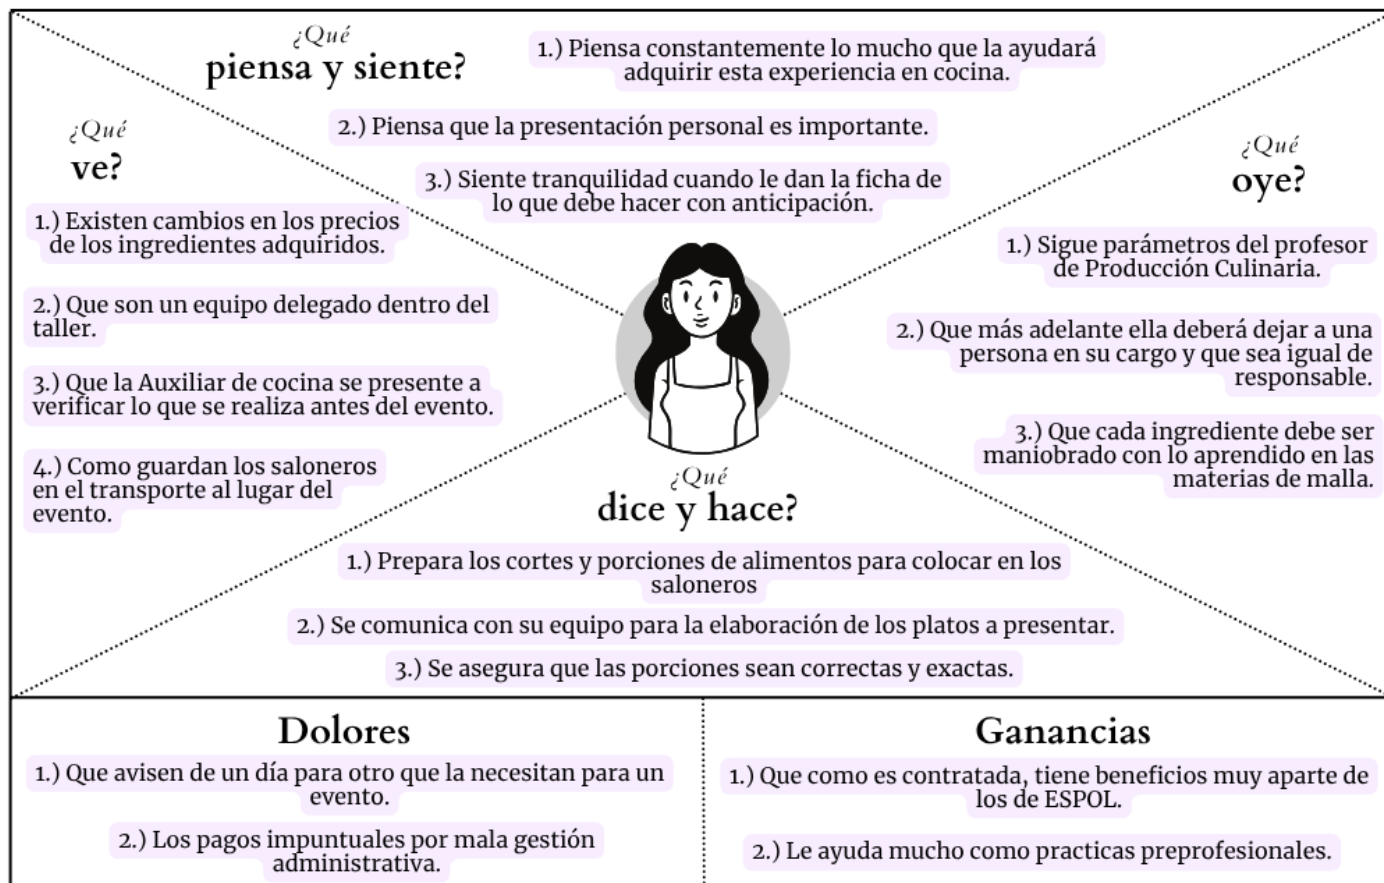 ¿Qué
piensa y siente?
1.) Piensa constantemente lo mucho que la ayudará
adquirir esta experiencia en cocina.
2.) Piensa que la presentación personal es importante.
3.) Siente tranquilidad cuando le dan la ficha de
lo que debe hacer con anticipación.
¿Qué
ve?
1.) Existen cambios en los precios
de los ingredientes adquiridos.
2.) Que son un equipo delegado dentro del
taller.
3.) Que la Auxiliar de cocina se presente a
verificar lo que se realiza antes del evento.
4.) Como guardan los saloneros
en el transporte al lugar del
evento.
¿Qué
oye?
1.) Sigue parámetros del profesor
de Producción Culinaria.
2.) Que más adelante ella deberá dejar a una
persona en su cargo y que sea igual de
responsable.
3.) Que cada ingrediente debe ser
maniobrado con lo aprendido en las
materias de malla.
¿Qué
dice y hace?
1.) Prepara los cortes y porciones de alimentos para colocar en los
saloneros
2.) Se comunica con su equipo para la elaboración de los platos a presentar.
3.) Se asegura que las porciones sean correctas y exactas.
Dolores
1.) Que avisen de un día para otro que la necesitan para un
evento.
2.) Los pagos impuntuales por mala gestión
administrativa.
Ganancias
1.) Que como es contratada, tiene beneficios muy aparte de
los de ESPOL.
2.) Le ayuda mucho como practicas preprofesionales.